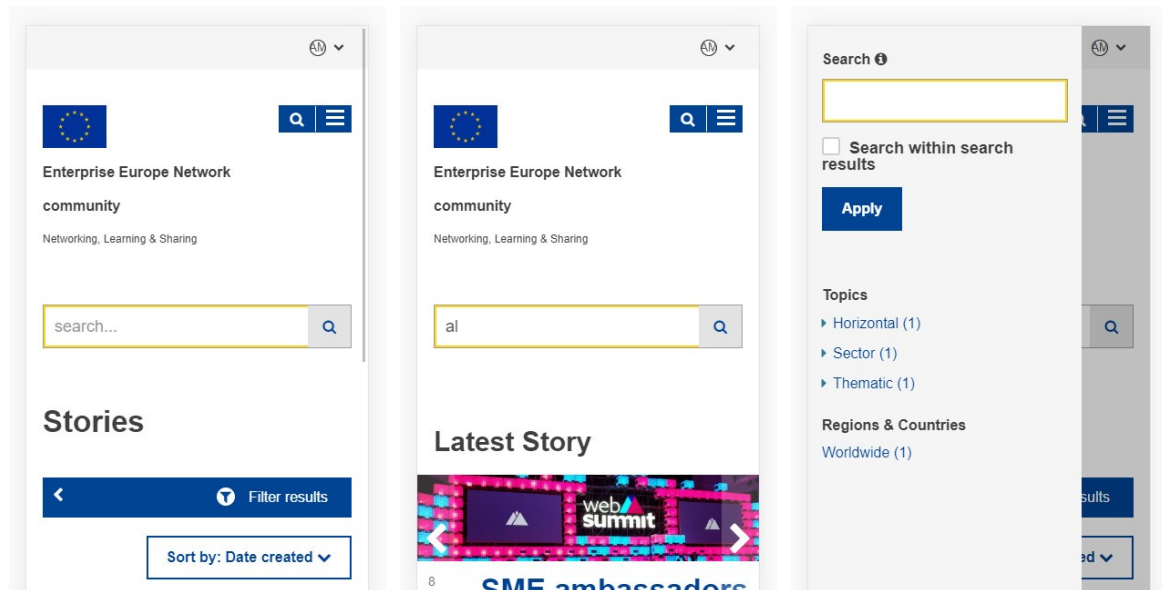 AM
Enterprise Europe Network
community
Networking, Learning & Sharing
search...
Stories
Filter results
Sort by: Date created
AM
Enterprise Europe Network
community
Networking, Learning & Sharing
al
Latest Story
web
summit
8
SME ambassadors
AM
Search
Search within search
results
Apply
Topics
Horizontal (1)
Sector (1)
Thematic (1)
Regions & Countries
Worldwide (1)
sults
ed